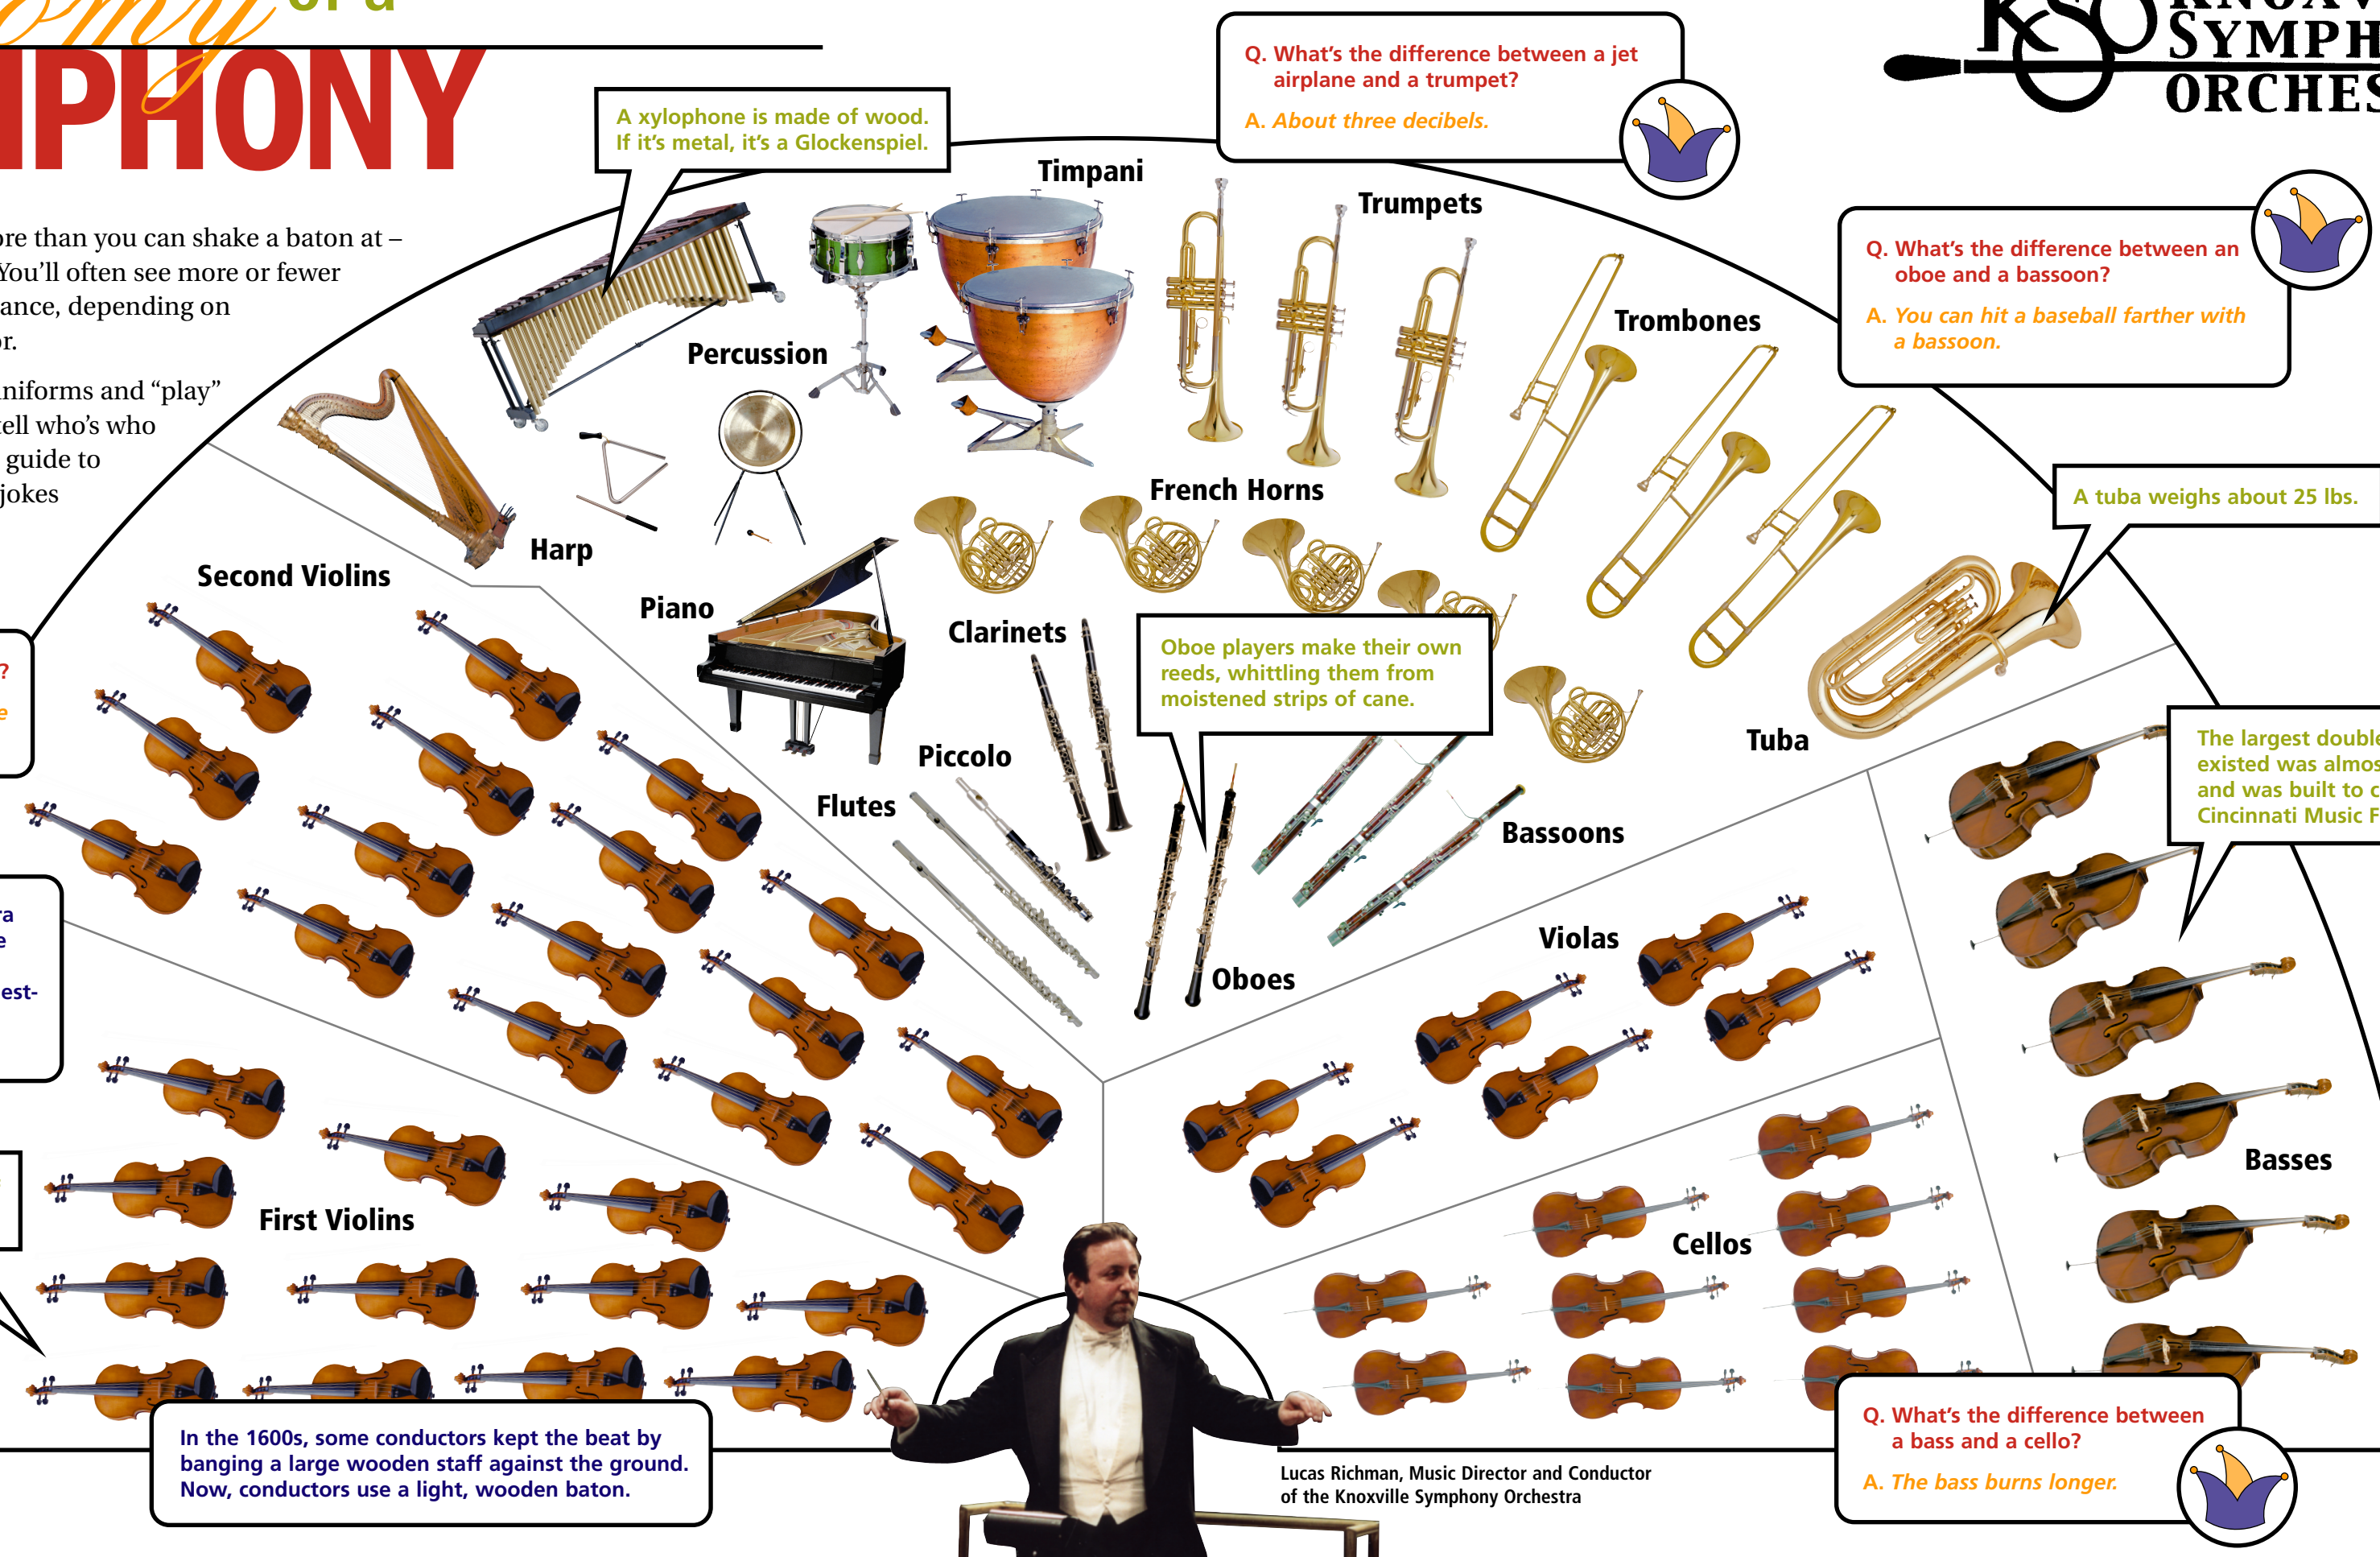 of a
PHONY
KSO
SYMPH
ORCHES
ore than you can shake a baton at –
You’ll often see more or fewer
ance, depending on
or.
uniforms and “play”
tell who’s who
guide to
jokes
A xylophone is made of wood.
If it’s metal, it’s a Glockenspiel.
Q. What’s the difference between a jet
airplane and a trumpet?
A. About three decibels.
Q. What’s the difference between an
oboe and a bassoon?
A. You can hit a baseball farther with
a bassoon.
A tuba weighs about 25 lbs.
Timpani
Trumpets
Trombones
Percussion
French Horns
Harp
Second Violins
Piano
Clarinets
Oboe players make their own
reeds, whittling them from
moistened strips of cane.
Tuba
Piccolo
Flutes
Bassoons
The largest double
existed was almos
and was built to c
Cincinnati Music F
Violas
Oboes
?
e
ra
e
est-
Basses
First Violins
Cellos
In the 1600s, some conductors kept the beat by
banging a large wooden staff against the ground.
Now, conductors use a light, wooden baton.
Lucas Richman, Music Director and Conductor
of the Knoxville Symphony Orchestra
Q. What’s the difference between
a bass and a cello?
A. The bass burns longer.